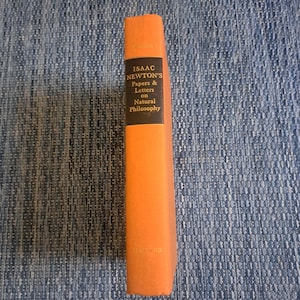 ISAAC
NEWTON'S
Papers &
Letters
on
Natural
Philosophy